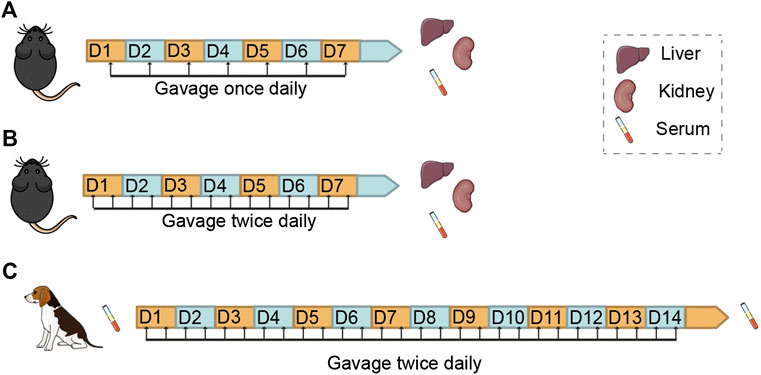 A
D1 D2 D3 D4 D5 D6 D7
Gavage once daily
Liver
Kidney
Serum
B
D1 D2 D3 D4 D5 D6 D7
Gavage twice daily
C
D1 D2 D3 D4 D5 D6 D7 D8 D9 D10 D11 D12 D13 D14
Gavage twice daily